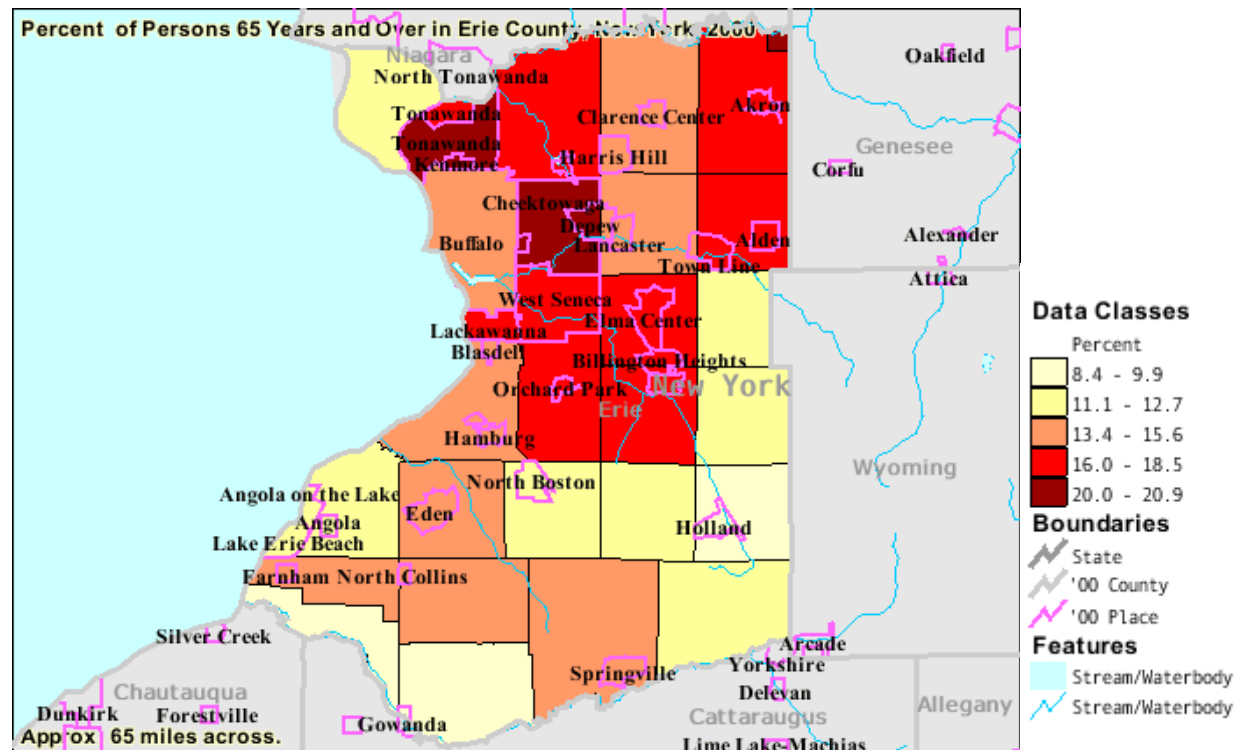 Percent of Persons 65 Years and Over in Erie County, New York, 2000
Niagara
North Tonawanda
Oakfield
Tonawanda
Clarence Center
Akron
Tonawanda
Genesee
Kenmore
Harris Hill
Corfu
Cheektowaga
Depew
Buffalo
Lancaster
Alden
Alexander
Town Line
Attica
West Seneca
Elma Center
Lackawanna
Blasdell
Billington Heights
Orchard Park
New York
Erie
Hamburg
Wyoming
North Boston
Angola on the Lake
Eden
Angola
Holland
Lake Erie Beach
Farnham
North Collins
Silver Creek
Arcade
Yorkshire
Springville
Delevan
Chautauqua
Dunkirk
Forestville
Gowanda
Cattaraugus
Allegany
Approx 65 miles across.
Lime Lake-Machias
Data Classes
Percent
8.4 - 9.9
11.1 - 12.7
13.4 - 15.6
16.0 - 18.5
20.0 - 20.9
Boundaries
State
'00 County
'00 Place
Features
Stream/Waterbody
Stream/Waterbody